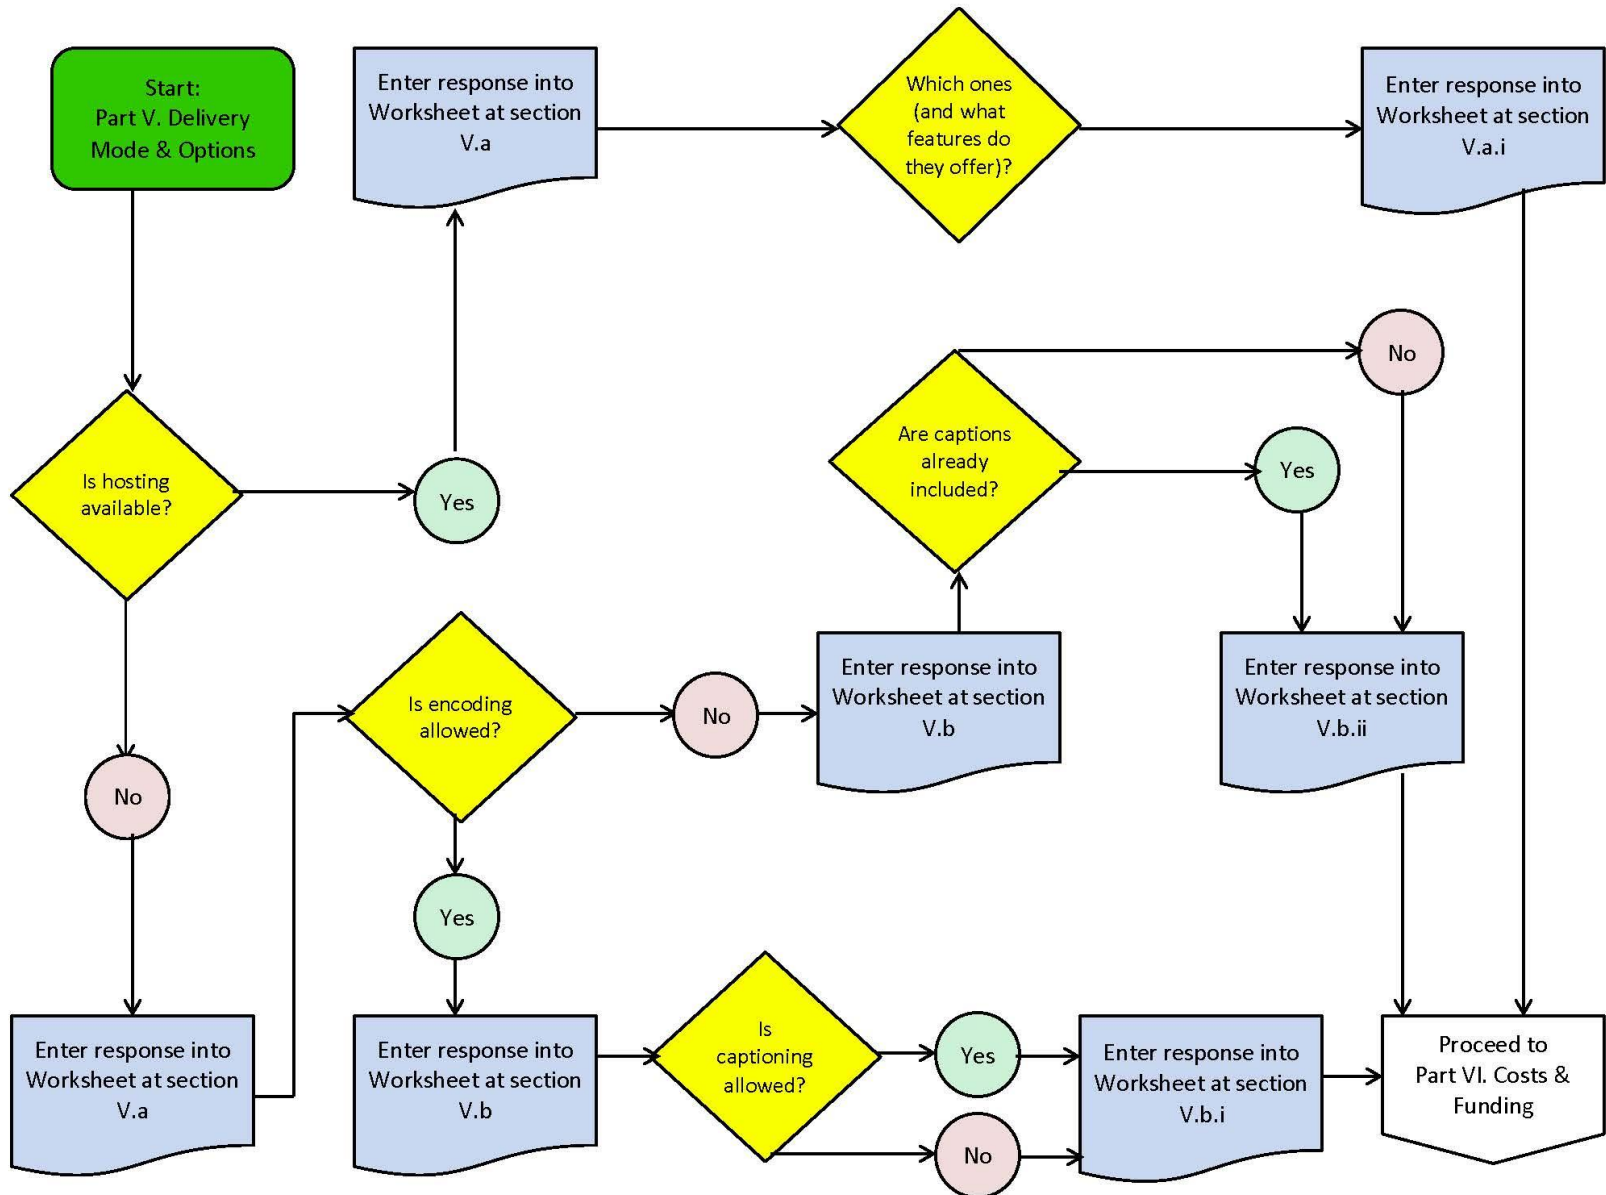 Start:
Part V. Delivery
Mode & Options
Enter response into
Worksheet at section
V.a
Which ones
(and what
features do
they offer)?
Enter response into
Worksheet at section
V.a.i
No
Are captions
already
included?
Yes
Is hosting
available?
Yes
Is encoding
allowed?
No
Enter response into
Worksheet at section
V.b
Enter response into
Worksheet at section
V.b.ii
No
Yes
Enter response into
Worksheet at section
V.a
Enter response into
Worksheet at section
V.b
Is
captioning
allowed?
Yes
No
Enter response into
Worksheet at section
V.b.i
Proceed to
Part VI. Costs &
Funding